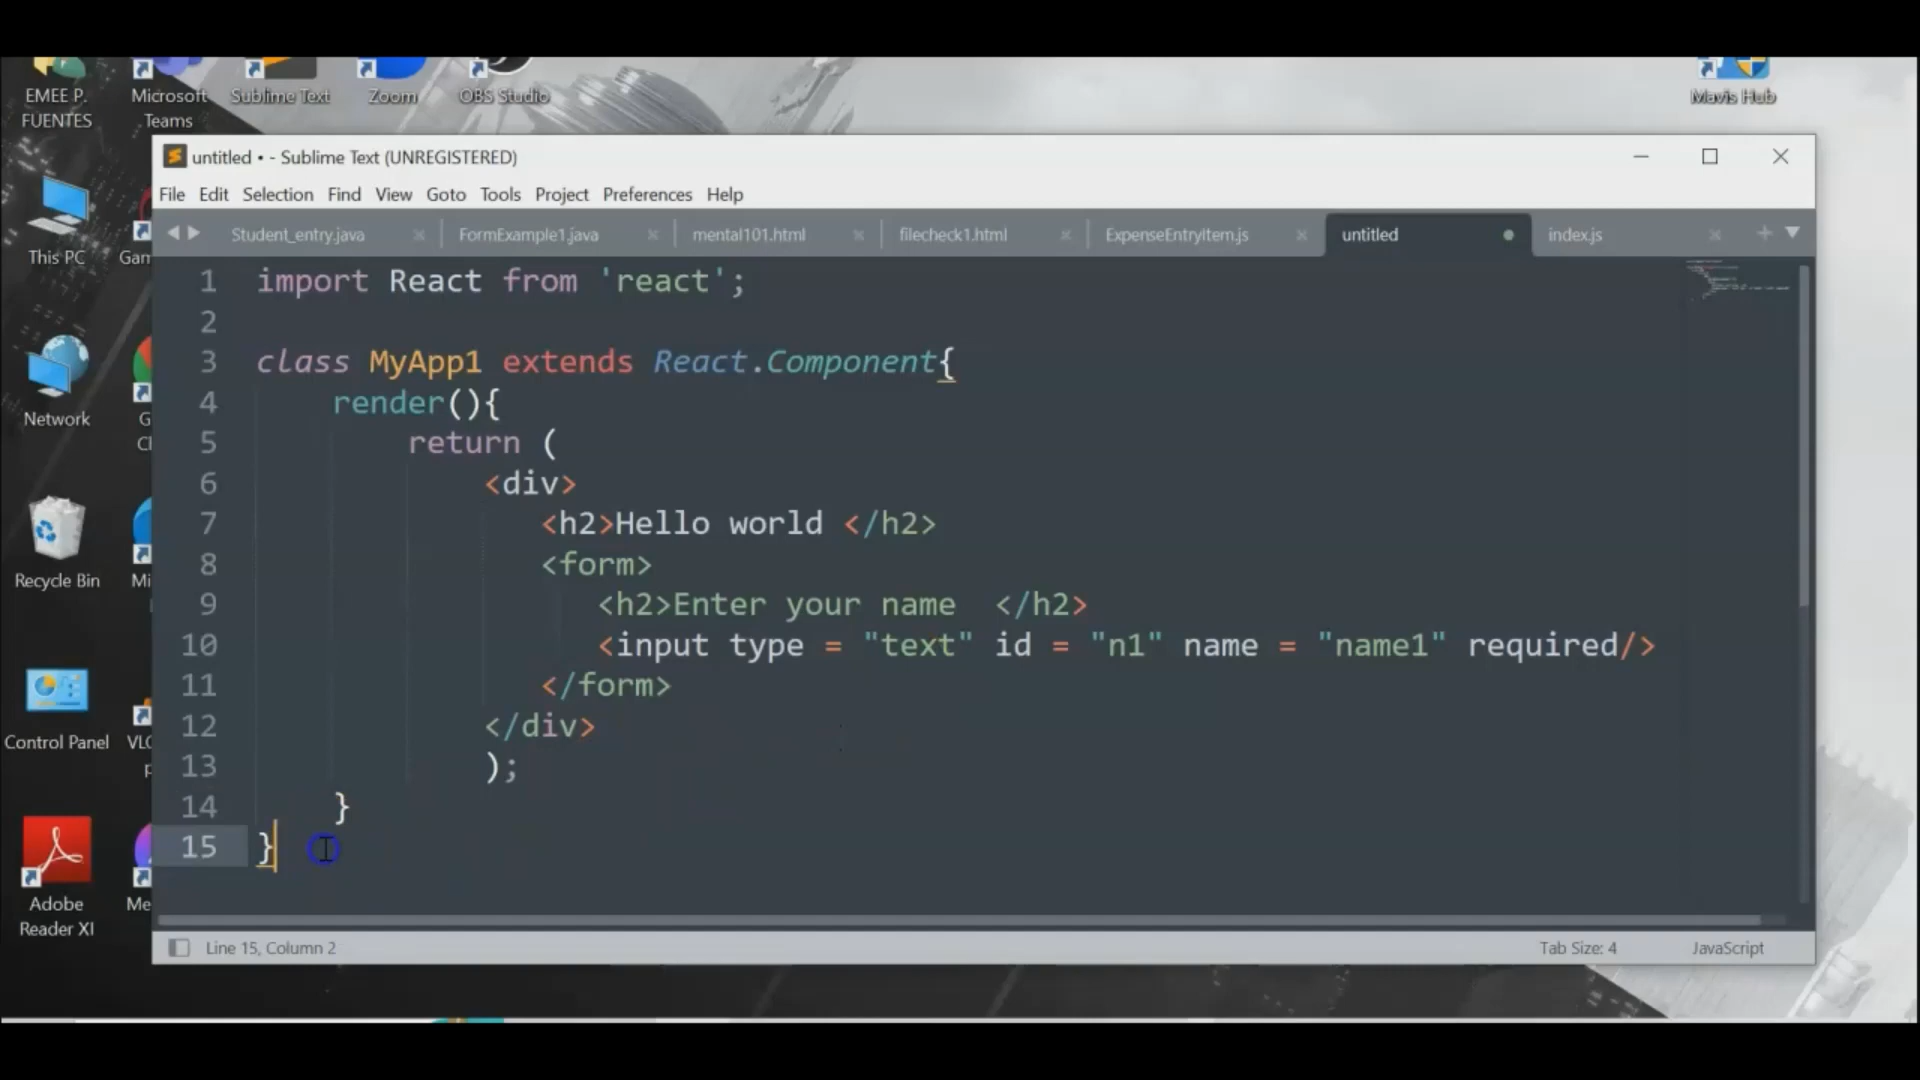 EMEE P.
FUENTES
Microsoft
Teams
Sublime Text
Zoom
OBS Studio
Mavis Hub
This PC
Network
Recycle Bin
Control Panel
Adobe
Reader XI
untitled • - Sublime Text (UNREGISTERED)
File Edit Selection Find View Goto Tools Project Preferences Help
Student_entry.java FormExample1.java mental101.html filecheck1.html ExpenseEntryItem.js untitled index.js
1 import React from 'react';
2
3 class MyApp1 extends React.Component{
4 render(){
5 return (
6 <div>
7 <h2>Hello world </h2>
8 <form>
9 <h2>Enter your name </h2>
10 <input type = "text" id = "n1" name = "name1" required/>
11 </form>
12 </div>
13 );
14 }
15 }
Line 15, Column 2
Tab Size: 4
JavaScript